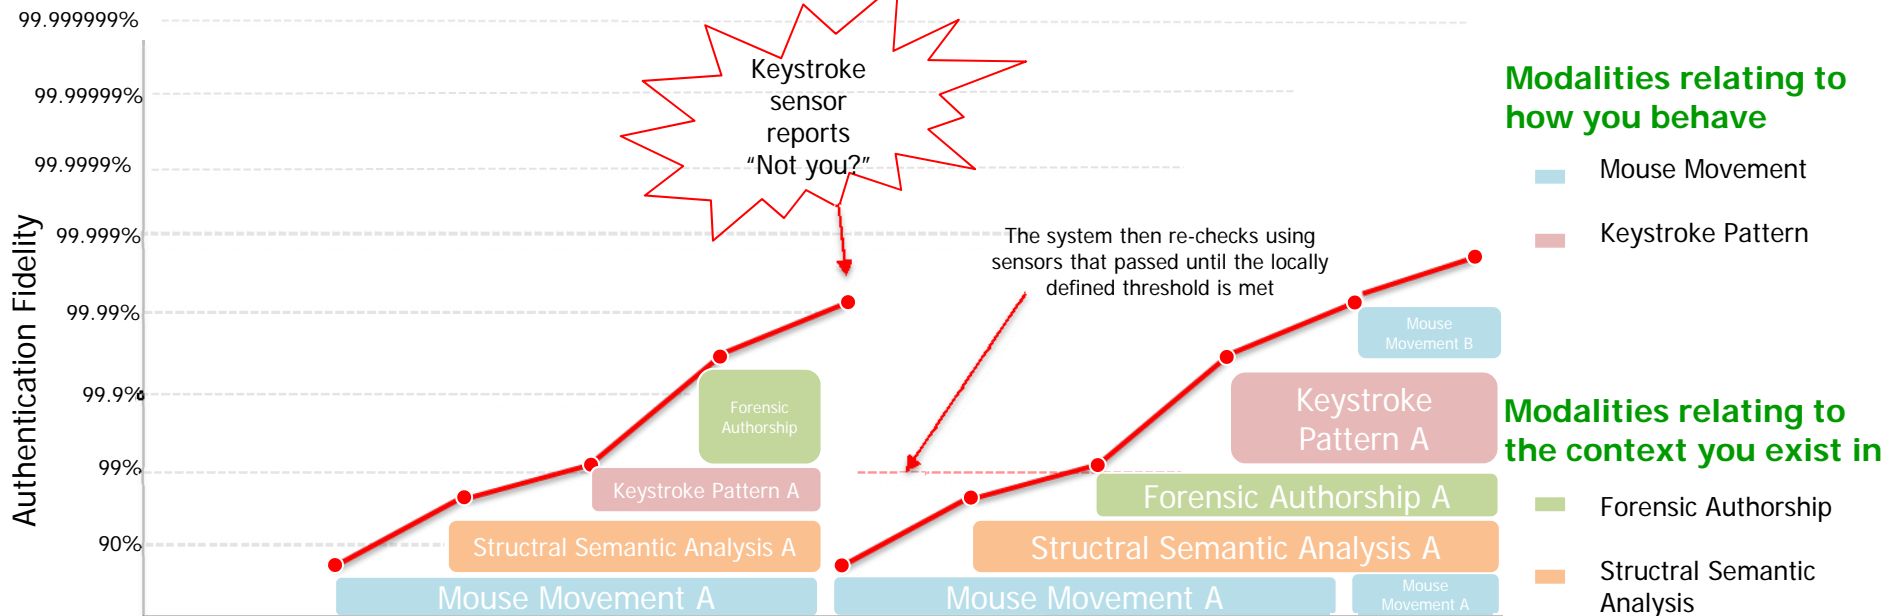 99.999999%
99.99999%
99.9999%
99.999%
99.99%
99.9%
99%
90%
Authentication Fidelity
Keystroke
sensor
reports
“Not you?”
The system then re-checks using
sensors that passed until the locally
defined threshold is met
Forensic
Authorship
Keystroke Pattern A
Structral Semantic Analysis A
Mouse Movement A
Mouse
Movement B
Keystroke
Pattern A
Forensic Authorship A
Structral Semantic Analysis A
Mouse Movement A
Mouse
Movement A
Modalities relating to
how you behave
Mouse Movement
Keystroke Pattern
Modalities relating to
the context you exist in
Forensic Authorship
Structral Semantic
Analysis